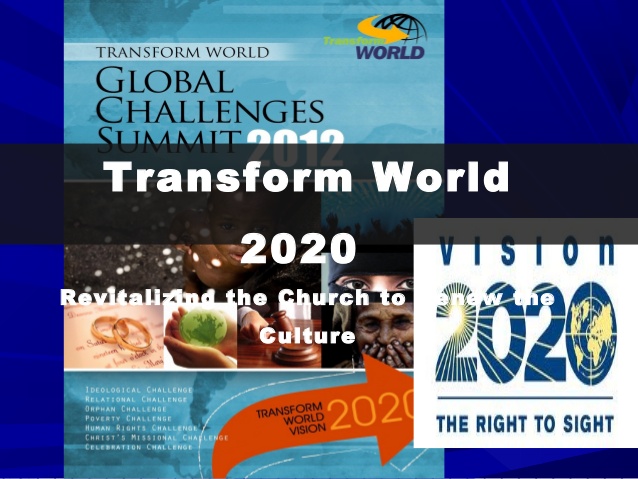 Transform
WORLD
TRANSFORM WORLD
GLOBAL
CHALLENGES
SUMMIT 2012
Transform World
2020
Revitalizing the Church to Renew the
Culture
vision
2020
THE RIGHT TO SIGHT
IDEOLOGICAL CHALLENGE
RELATIONAL CHALLENGE
ORPHAN CHALLENGE
POVERTY CHALLENGE
HUMAN RIGHTS CHALLENGE
CHRIST'S MISSIONAL CHALLENGE
CELEBRATION CHALLENGE
TRANSFORM
WORLD
VISION
2020